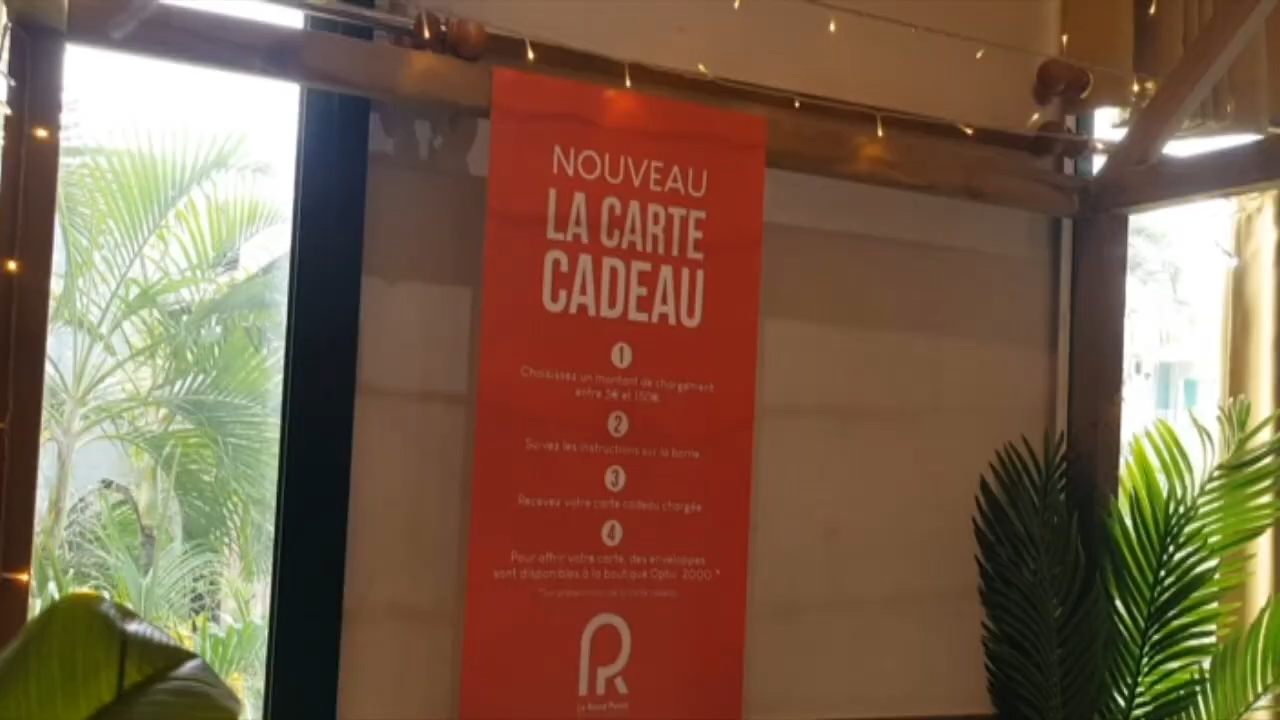 NOUVEAU
LA CARTE
CADEAU
1
Choisissez un montant de chargement
entre 5€ et 150€
2
Suivez les instructions sur la borne
3
Recevez votre carte cadeau chargée
4
Pour offrir votre carte, des enveloppes
sont disponibles à la boutique Optic 2000.*